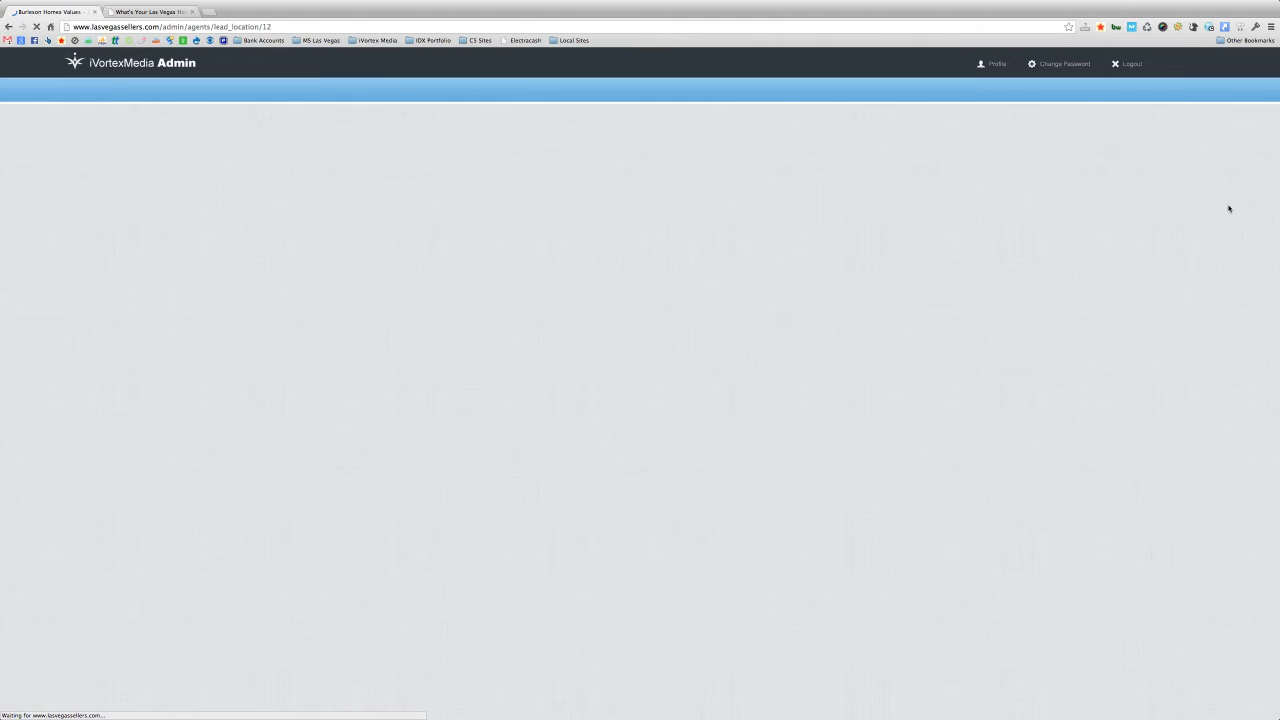 Burleson Homes Values -
What's Your Las Vegas Ho
www.lasvegassellers.com/admin/agents/lead_location/12
Bank Accounts
MS Las Vegas
iVortex Media
IDX Portfolio
CS Sites
Electracash
Local Sites
Other Bookmarks
iVortexMedia Admin
Profile
Change Password
Logout
Waiting for www.lasvegassellers.com...